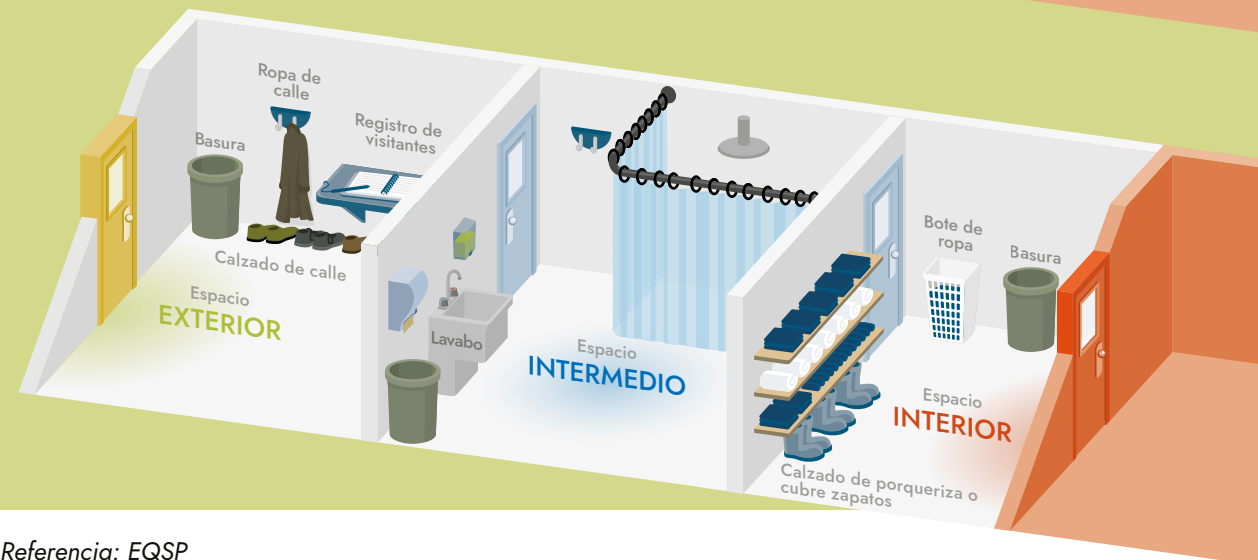 Ropa de
calle
Basura
Registro de
visitantes
Calzado de calle
Espacio
EXTERIOR
Lavabo
Espacio
INTERMEDIO
Bote de
ropa
Basura
Espacio
INTERIOR
Calzado de porqueriza o
cubre zapatos
Referencia: EQSP